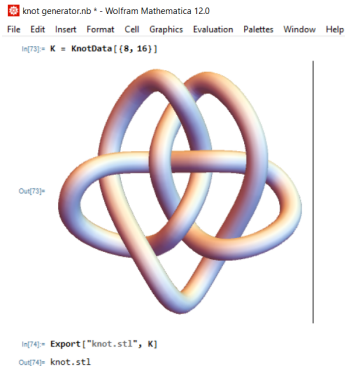 knot generator.nb * - Wolfram Mathematica 12.0
File Edit Insert Format Cell Graphics Evaluation Palettes Window Help
In[73]:= K = KnotData[{8,16}]
Out[73]=
In[74]:= Export["knot.stl", K]
Out[74]= knot.stl